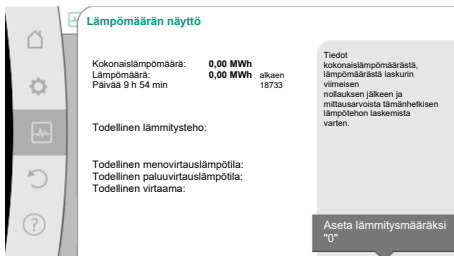 Lämpömäärän näyttö
Kokonaislämpömäärä: 0,00 MWh
Lämpömäärä: 0,00 MWh alkaen
Päivää 9 h 54 min 18733
Todellinen lämmitysteho:
Todellinen menovirtauslämpötila:
Todellinen paluuvirtauslämpötila:
Todellinen virtaama:
Tiedot
kokonaislämpömäärästä,
lämpömäärästä laskurin
viimeisen
nollauksen jälkeen ja
mittausarvoista tämänhetkisen
lämpötehon laskemista
varten.
Aseta lämmitysmääräksi
"0"
?